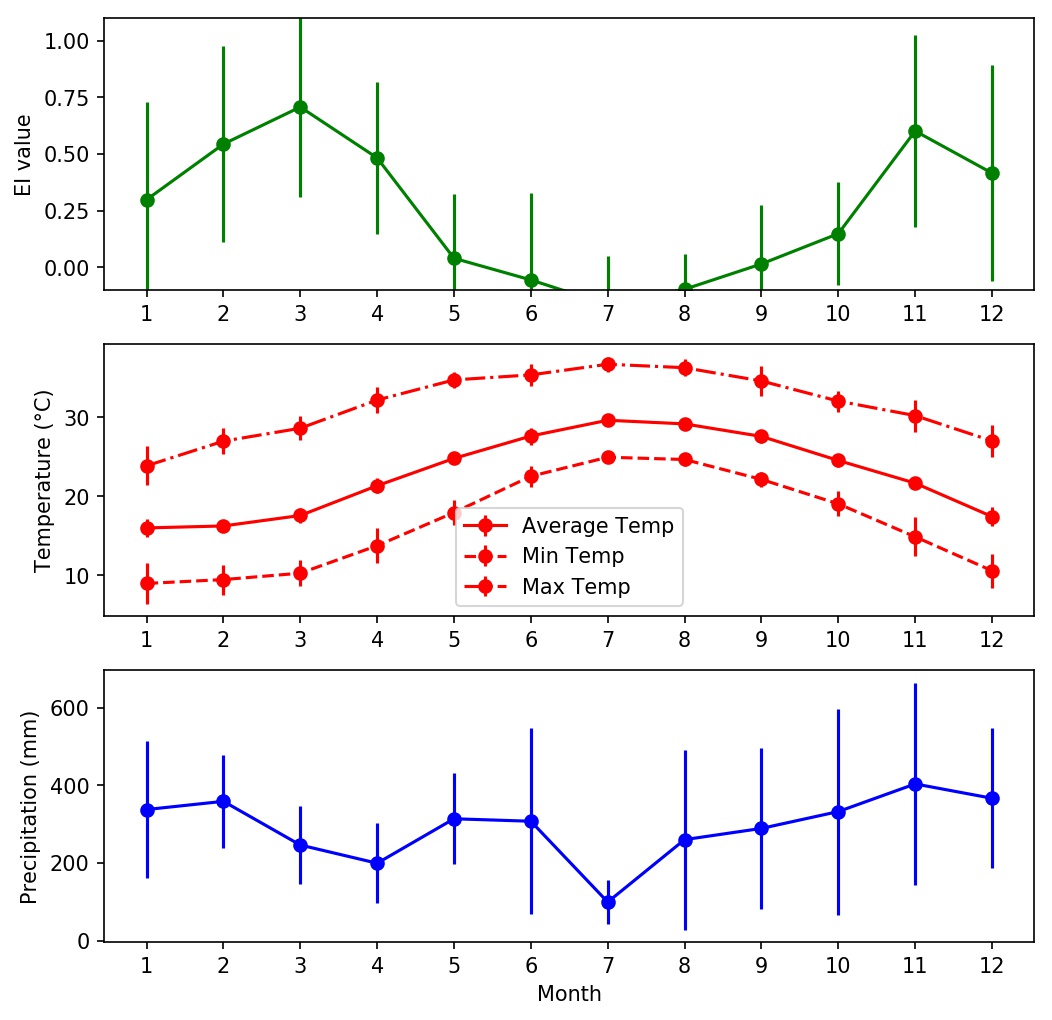 1.00
0.75
0.50
0.25
0.00
EI value
1 2 3 4 5 6 7 8 9 10 11 12
30
20
10
Temperature (°C)
Average Temp
Min Temp
Max Temp
1 2 3 4 5 6 7 8 9 10 11 12
600
400
200
0
Precipitation (mm)
1 2 3 4 5 6 7 8 9 10 11 12
Month